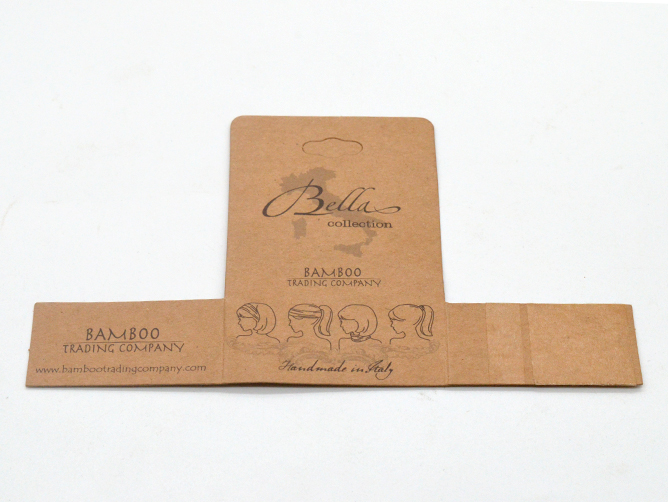 Bella
collection
BAMBOO
TRADING COMPANY
Handmade in Italy
BAMBOO
TRADING COMPANY
www.bambootradingcompany.com